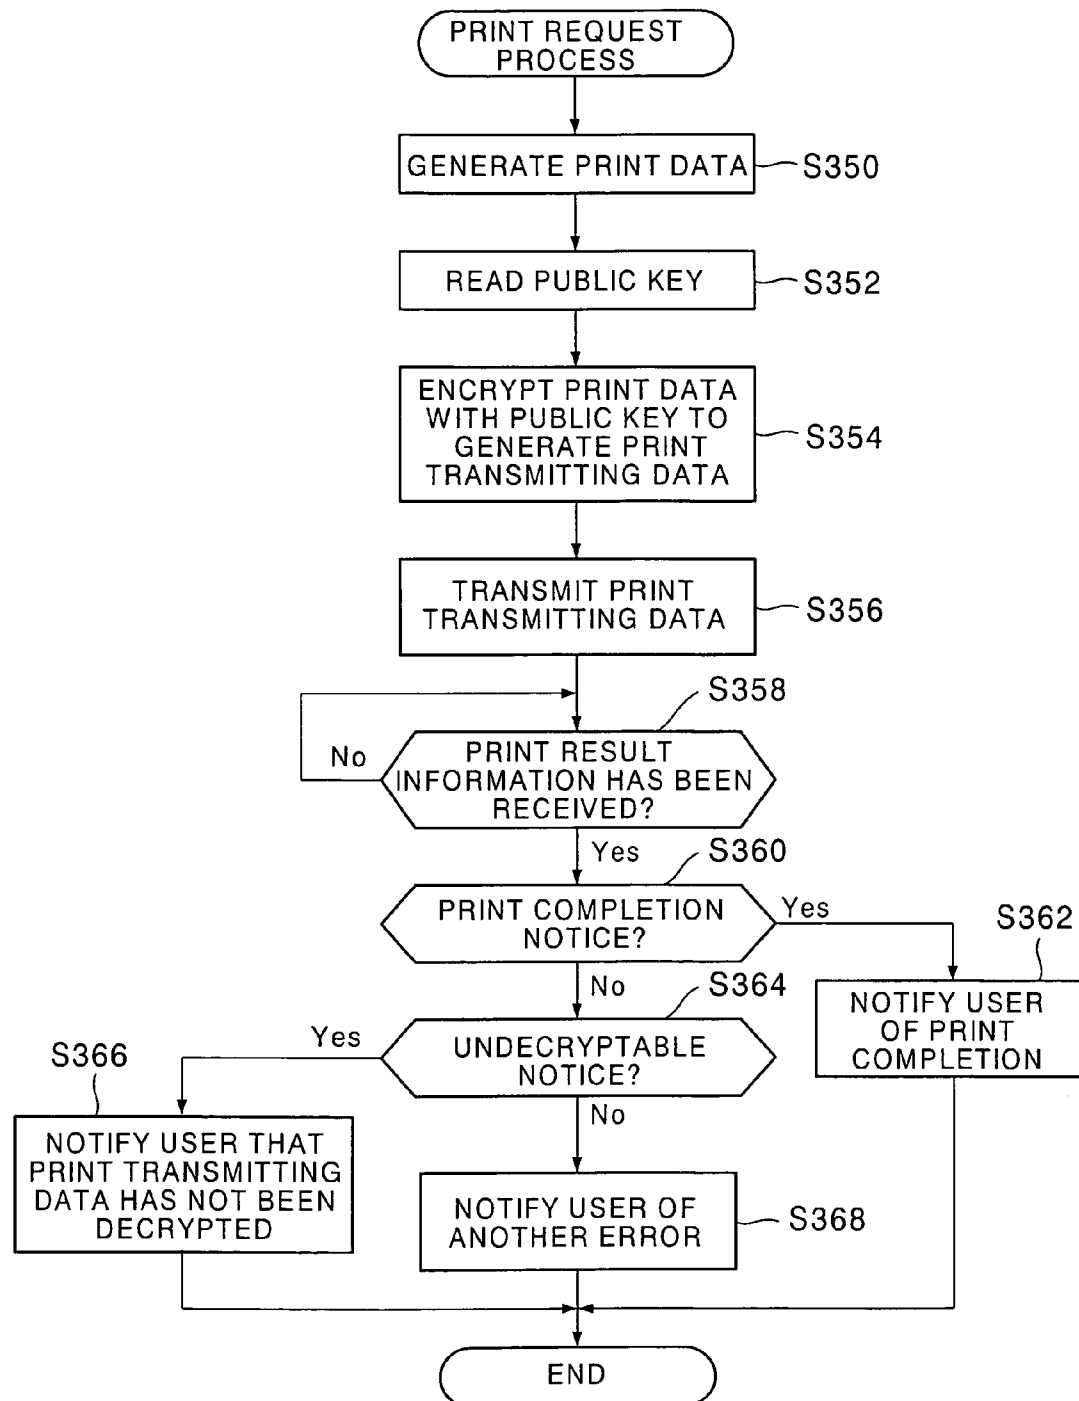 PRINT REQUEST
PROCESS
GENERATE PRINT DATA
S350
READ PUBLIC KEY
S352
ENCRYPT PRINT DATA
WITH PUBLIC KEY TO
GENERATE PRINT
TRANSMITTING DATA
S354
TRANSMIT PRINT
TRANSMITTING DATA
S356
S358
PRINT RESULT
INFORMATION HAS BEEN
RECEIVED?
No
Yes
S360
PRINT COMPLETION
NOTICE?
Yes
S362
NOTIFY USER
OF PRINT
COMPLETION
No
S364
UNDECRYPTABLE
NOTICE?
Yes
S366
NOTIFY USER THAT
PRINT TRANSMITTING
DATA HAS NOT BEEN
DECRYPTED
No
NOTIFY USER OF
ANOTHER ERROR
S368
END